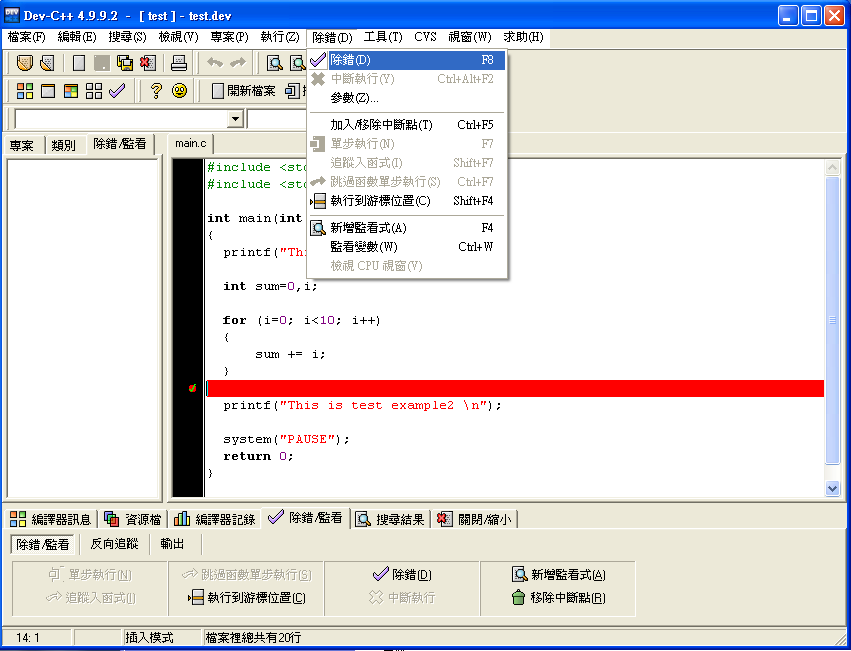 Dev-C++ 4.9.9.2 - [ test ] - test.dev
檔案(F) 編輯(E) 搜尋(S) 檢視(V) 專案(P) 執行(Z) 除錯(D) 工具(T) CVS 視窗(W) 求助(H)
開新檔案
除錯(D) F8
中斷執行(Y) Ctrl+Alt+F2
參數(Z)...
加入/移除中斷點(T) Ctrl+F5
單步執行(N) F7
追蹤入函式(I) Shift+F7
跳過函數單步執行(S) Ctrl+F7
執行到游標位置(C) Shift+F4
新增監看式(A) F4
監看變數(W) Ctrl+W
檢視 CPU 視窗(V)
專案 類別 除錯/監看
main.c
#include <std
#include <std
int main(int
{
printf("Thi
int sum=0,i;
for (i=0; i<10; i++)
{
sum += i;
}
printf("This is test example2 \n");
system("PAUSE");
return 0;
}
編譯器訊息 資源檔 編譯器記錄 除錯/監看 搜尋結果 關閉/縮小
除錯/監看 反向追蹤 輸出
單步執行(N) 跳過函數單步執行(S) 除錯(D) 新增監看式(A)
追蹤入函式(I) 執行到游標位置(C) 中斷執行 移除中斷點(R)
14: 1 插入模式 檔案裡總共有20行